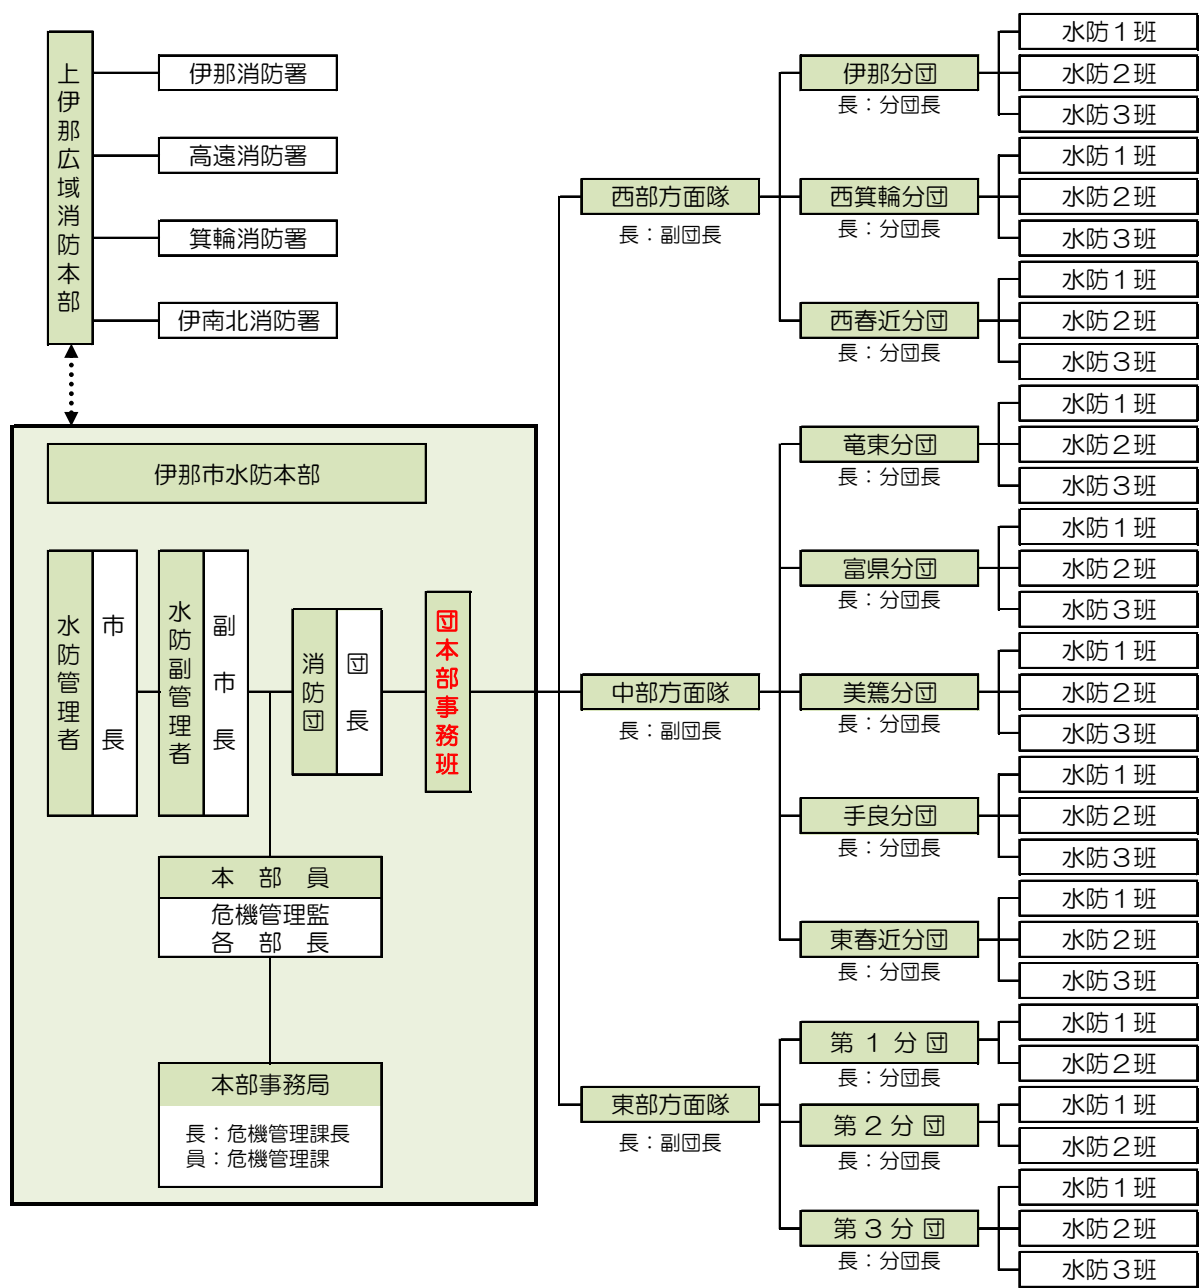 上伊那広域消防本部
伊那消防署
高遠消防署
箕輪消防署
伊南北消防署
伊那市水防本部
水防管理者
市長
水防副管理者
副市長
消防団
団長
団本部事務班
本部員
危機管理監
各部長
本部事務局
長：危機管理課長
員：危機管理課
西部方面隊
長：副団長
伊那分団
長：分団長
水防１班
水防２班
水防３班
西箕輪分団
長：分団長
水防１班
水防２班
水防３班
西春近分団
長：分団長
水防１班
水防２班
水防３班
中部方面隊
長：副団長
竜東分団
長：分団長
水防１班
水防２班
水防３班
富県分団
長：分団長
水防１班
水防２班
水防３班
美篶分団
長：分団長
水防１班
水防２班
水防３班
手良分団
長：分団長
水防１班
水防２班
水防３班
東春近分団
長：分団長
水防１班
水防２班
水防３班
東部方面隊
長：副団長
第１分団
長：分団長
水防１班
水防２班
第２分団
長：分団長
水防１班
水防２班
第３分団
長：分団長
水防１班
水防２班
水防３班